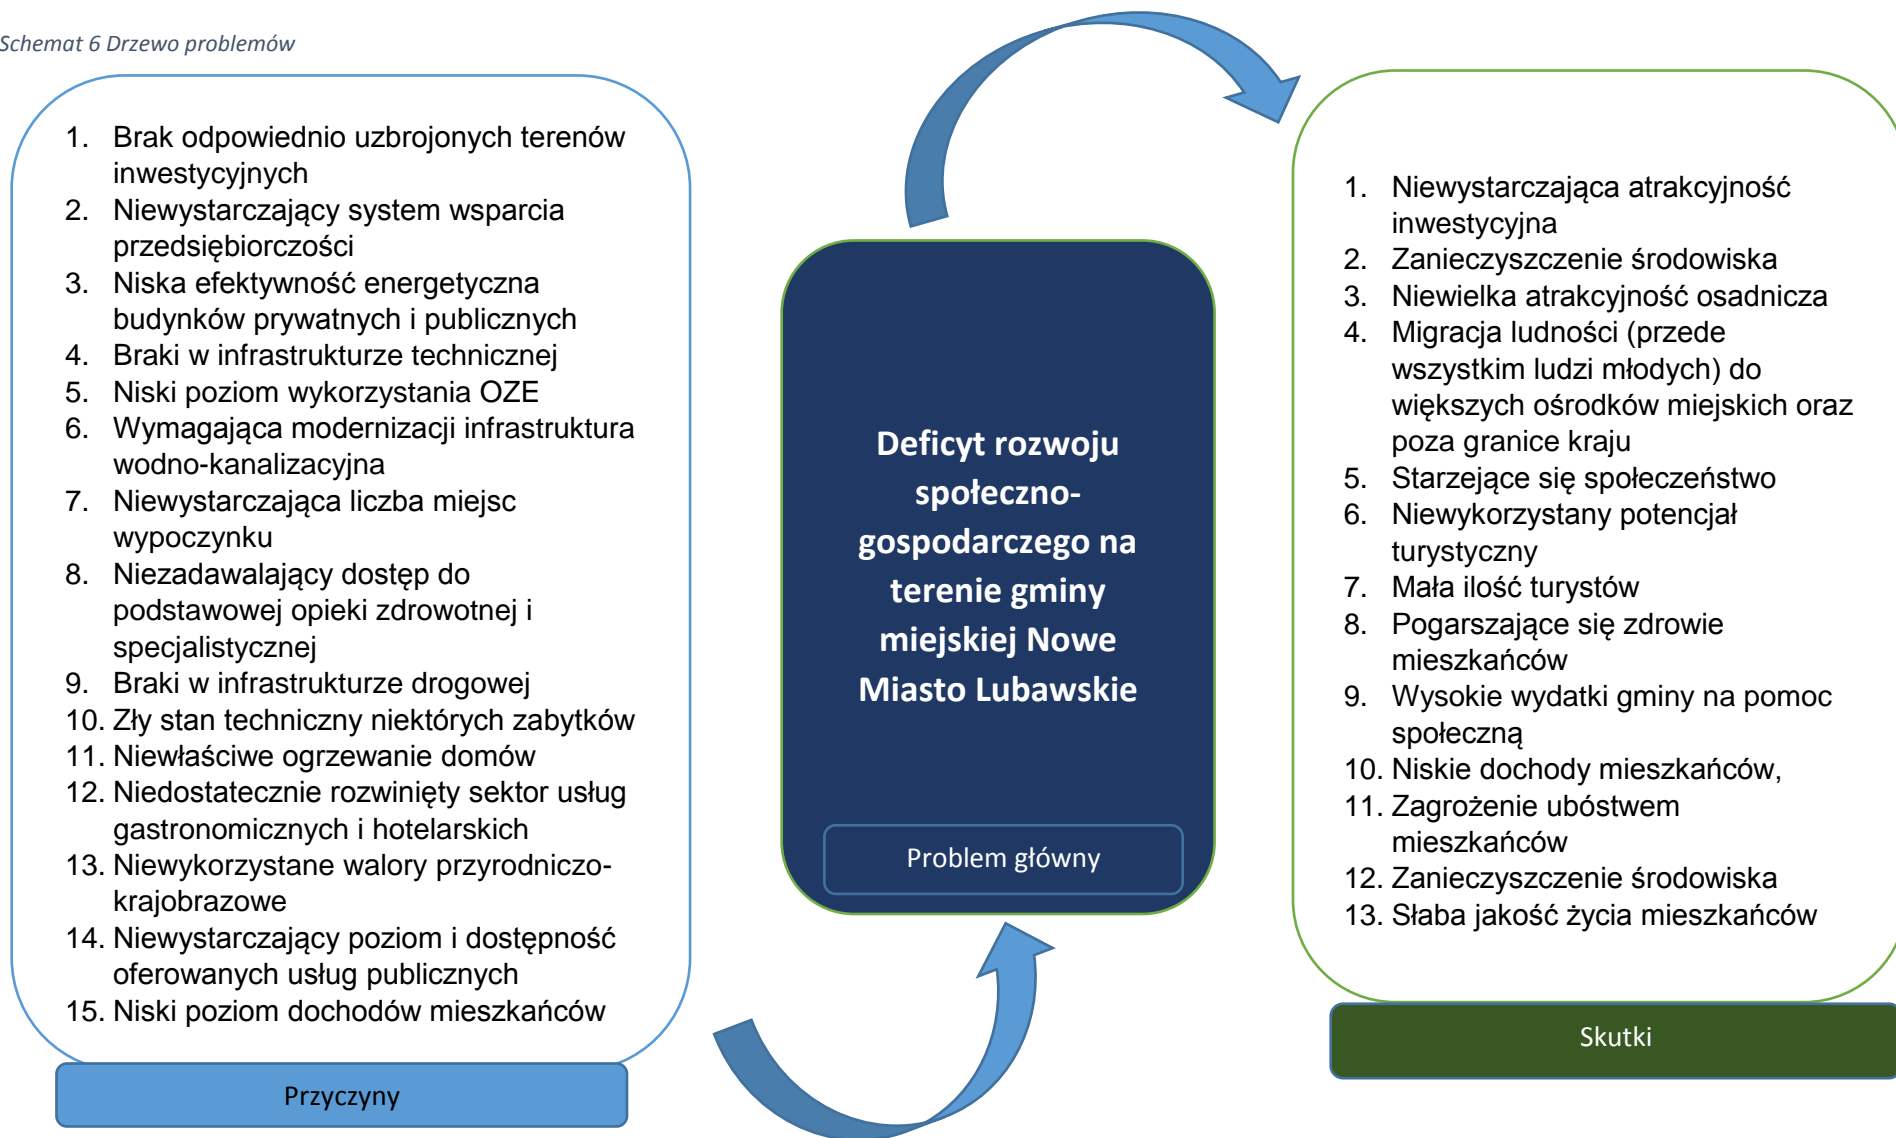 Schemat 6 Drzewo problemów
1. Brak odpowiednio uzbrojonych terenów
inwestycyjnych
2. Niewystarczający system wsparcia
przedsiębiorczości
3. Niska efektywność energetyczna
budynków prywatnych i publicznych
4. Braki w infrastrukturze technicznej
5. Niski poziom wykorzystania OZE
6. Wymagająca modernizacji infrastruktura
wodno-kanalizacyjna
7. Niewystarczająca liczba miejsc
wypoczynku
8. Niezadawalający dostęp do
podstawowej opieki zdrowotnej i
specjalistycznej
9. Braki w infrastrukturze drogowej
10. Zły stan techniczny niektórych zabytków
11. Niewłaściwe ogrzewanie domów
12. Niedostatecznie rozwinięty sektor usług
gastronomicznych i hotelarskich
13. Niewykorzystane walory przyrodniczo-
krajobrazowe
14. Niewystarczający poziom i dostępność
oferowanych usług publicznych
15. Niski poziom dochodów mieszkańców
Przyczyny
Deficyt rozwoju
społeczno-
gospodarczego na
terenie gminy
miejskiej Nowe
Miasto Lubawskie
Problem główny
1. Niewystarczająca atrakcyjność
inwestycyjna
2. Zanieczyszczenie środowiska
3. Niewielka atrakcyjność osadnicza
4. Migracja ludności (przede
wszystkim ludzi młodych) do
większych ośrodków miejskich oraz
poza granice kraju
5. Starzejące się społeczeństwo
6. Niewykorzystany potencjał
turystyczny
7. Mała ilość turystów
8. Pogarszające się zdrowie
mieszkańców
9. Wysokie wydatki gminy na pomoc
społeczną
10. Niskie dochody mieszkańców,
11. Zagrożenie ubóstwem
mieszkańców
12. Zanieczyszczenie środowiska
13. Słaba jakość życia mieszkańców
Skutki